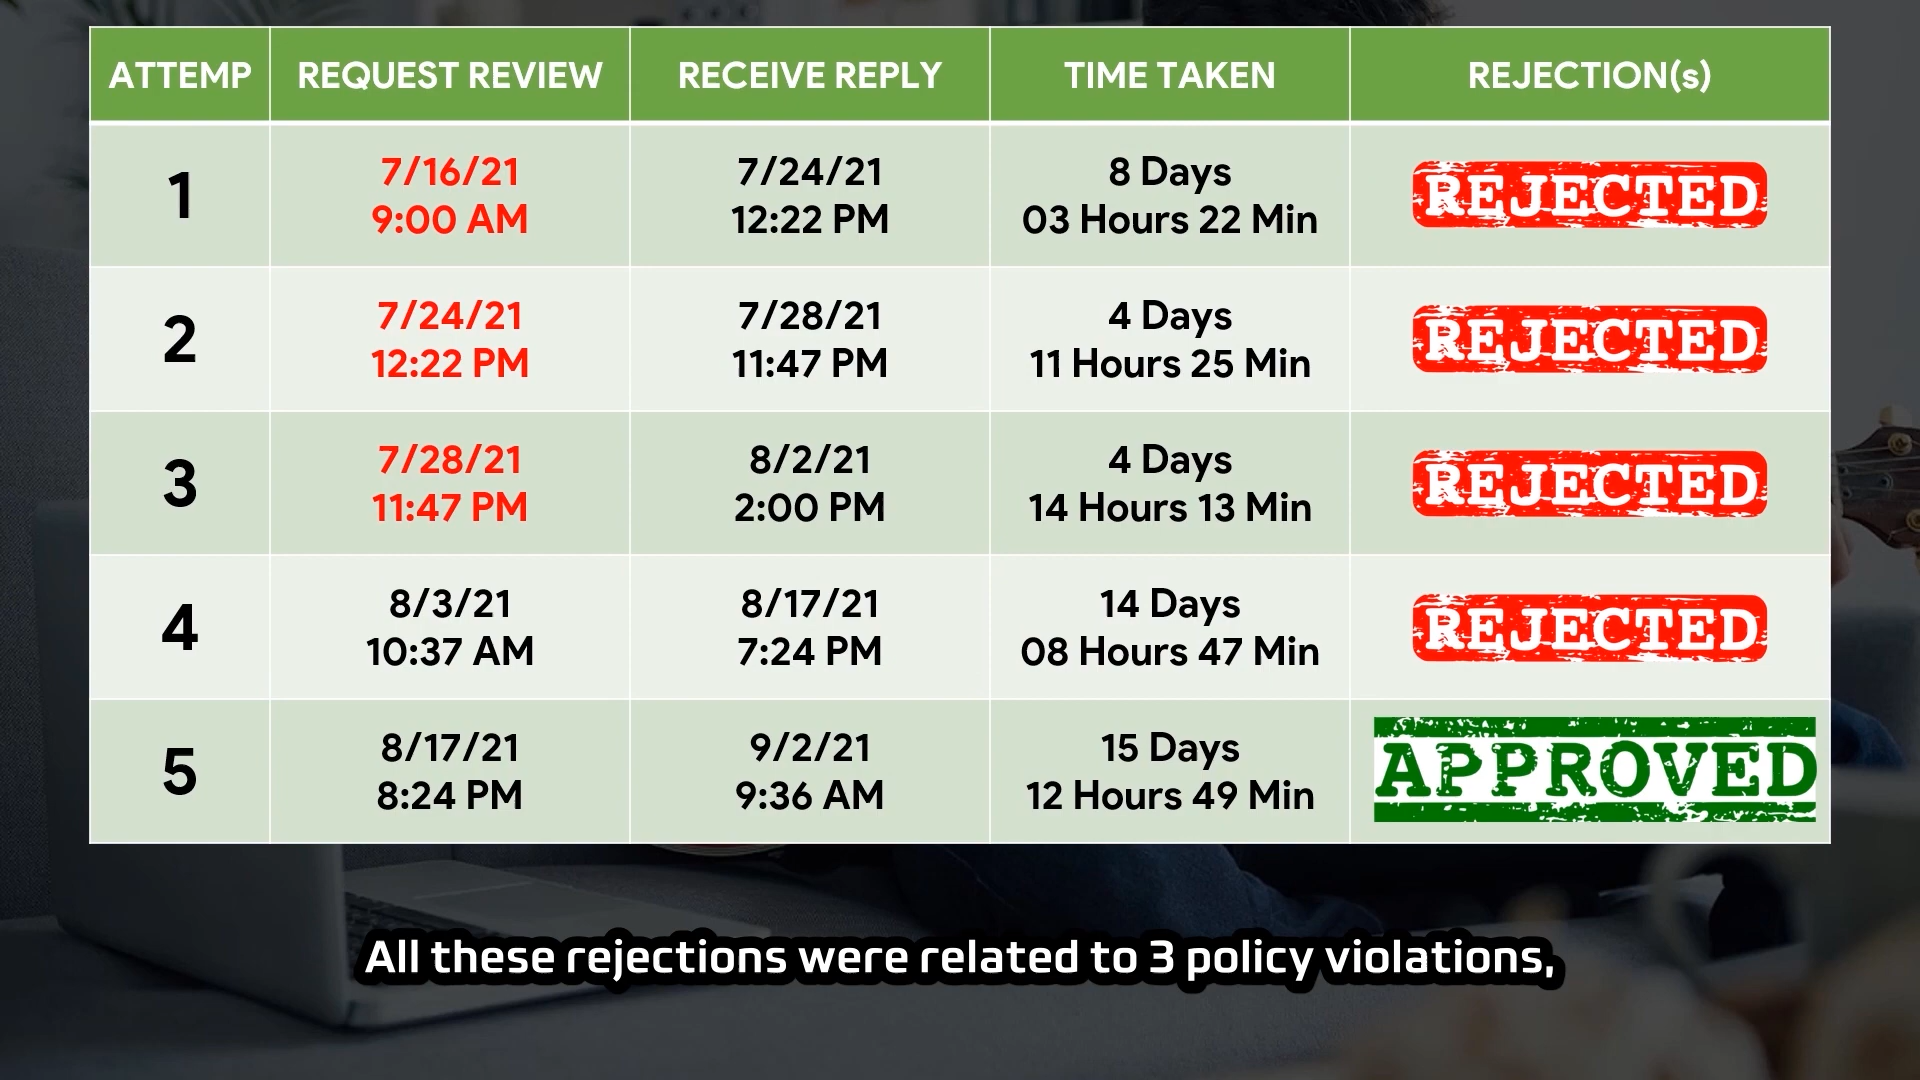 ATTEMP REQUEST REVIEW RECEIVE REPLY TIME TAKEN REJECTION(s)
1 7/16/21 9:00 AM 7/24/21 12:22 PM 8 Days 03 Hours 22 Min REJECTED
2 7/24/21 12:22 PM 7/28/21 11:47 PM 4 Days 11 Hours 25 Min REJECTED
3 7/28/21 11:47 PM 8/2/21 2:00 PM 4 Days 14 Hours 13 Min REJECTED
4 8/3/21 10:37 AM 8/17/21 7:24 PM 14 Days 08 Hours 47 Min REJECTED
5 8/17/21 8:24 PM 9/2/21 9:36 AM 15 Days 12 Hours 49 Min APPROVED
All these rejections were related to 3 policy violations,